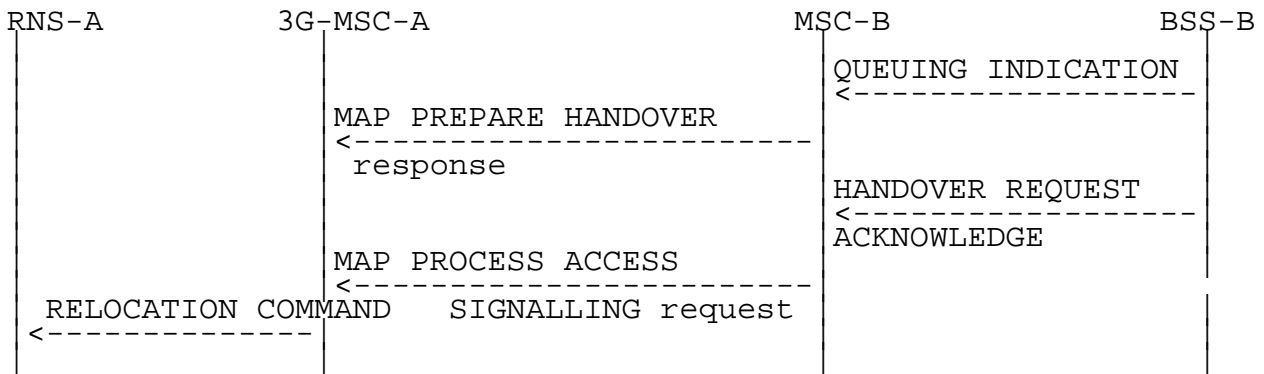 RNS-A 3G-MSC-A MSC-B BSS-B
QUEUING INDICATION
MAP PREPARE HANDOVER
response
HANDOVER REQUEST
ACKNOWLEDGE
MAP PROCESS ACCESS
RELOCATION COMMAND SIGNALLING request